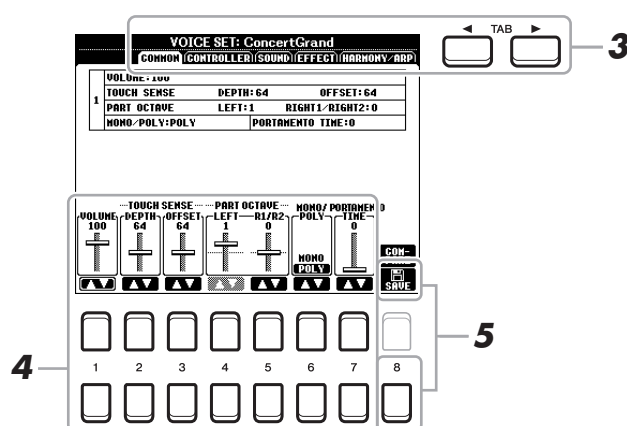 VOICE SET: ConcertGrand
◀ TAB ▶
3
COMMON CONTROLLER SOUND EFFECT HARMONY/ARP
VOLUME:100
1
TOUCH SENSE DEPTH:64 OFFSET:64
PART OCTAVE LEFT:1 RIGHT1/RIGHT2:0
MONO/POLY:POLY PORTAMENTO TIME:0
TOUCH SENSE PART OCTAVE MONO/ PORTAMENTO
VOLUME DEPTH OFFSET LEFT R1/R2 POLY TIME
100 64 64 1 0 0
MONO
POLY
COM-
SAVE
5
4
1 2 3 4 5 6 7 8